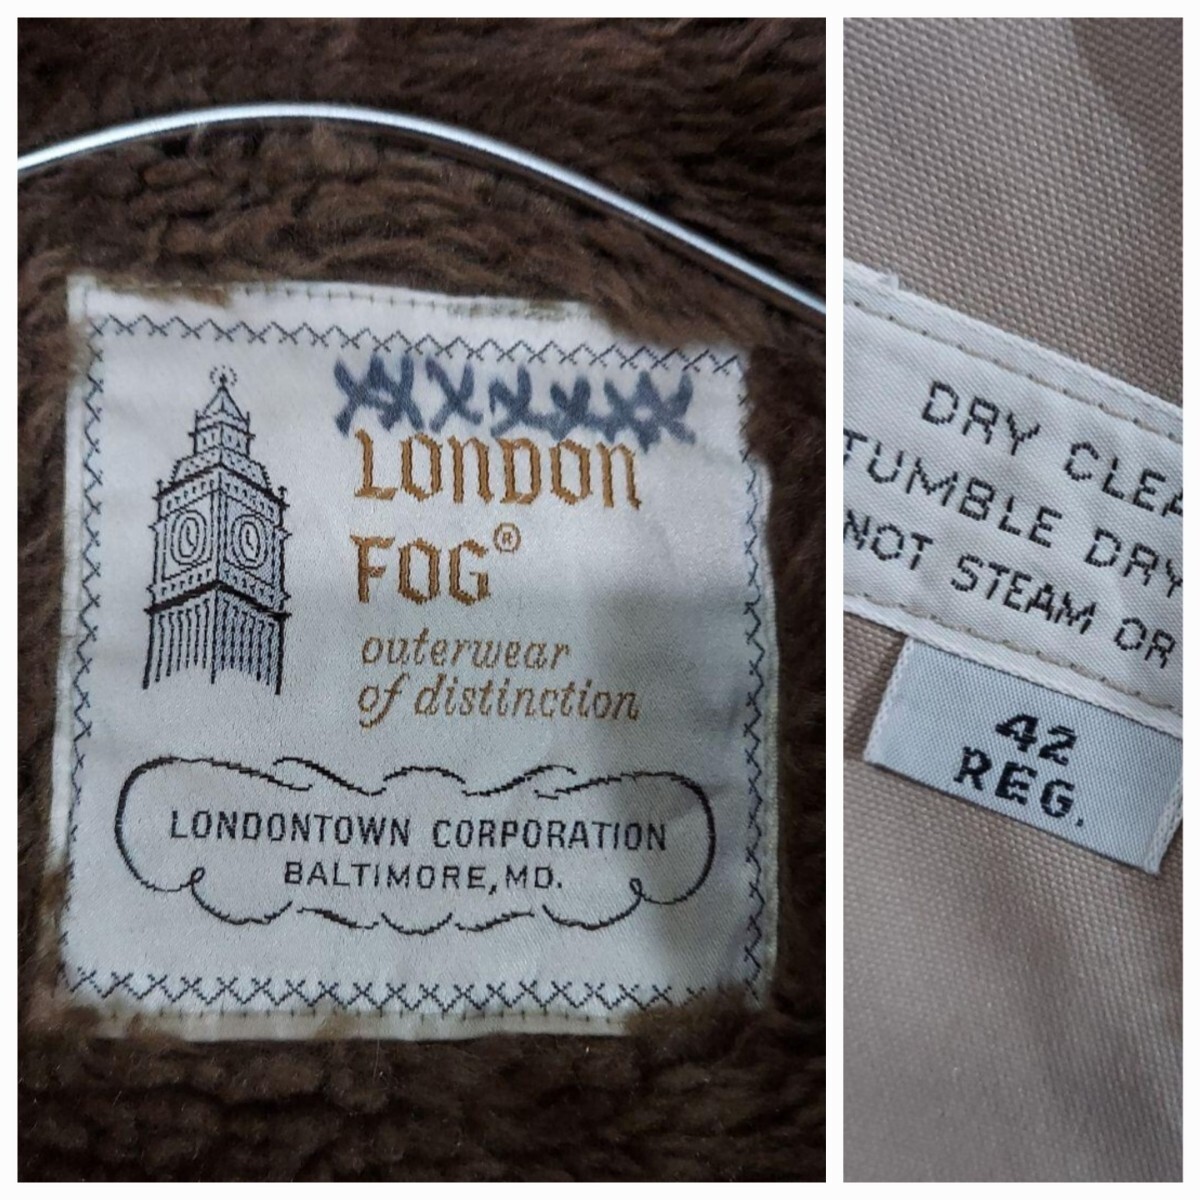 LONDON
FOG®
outerwear
of distinction
LONDONTOWN CORPORATION
BALTIMORE, MD.
DRY CLEA
TUMBLE DRY
NOT STEAM OR
42
REG.